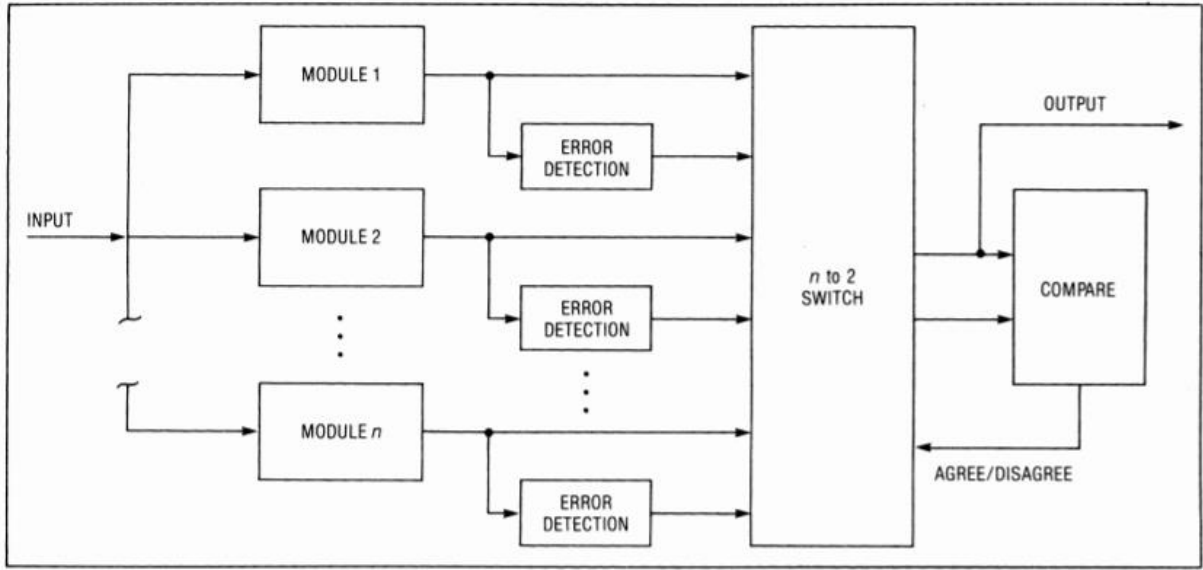 MODULE 1
OUTPUT
ERROR
DETECTION
INPUT
MODULE 2
n to 2
SWITCH
COMPARE
ERROR
DETECTION
MODULE n
AGREE/DISAGREE
ERROR
DETECTION